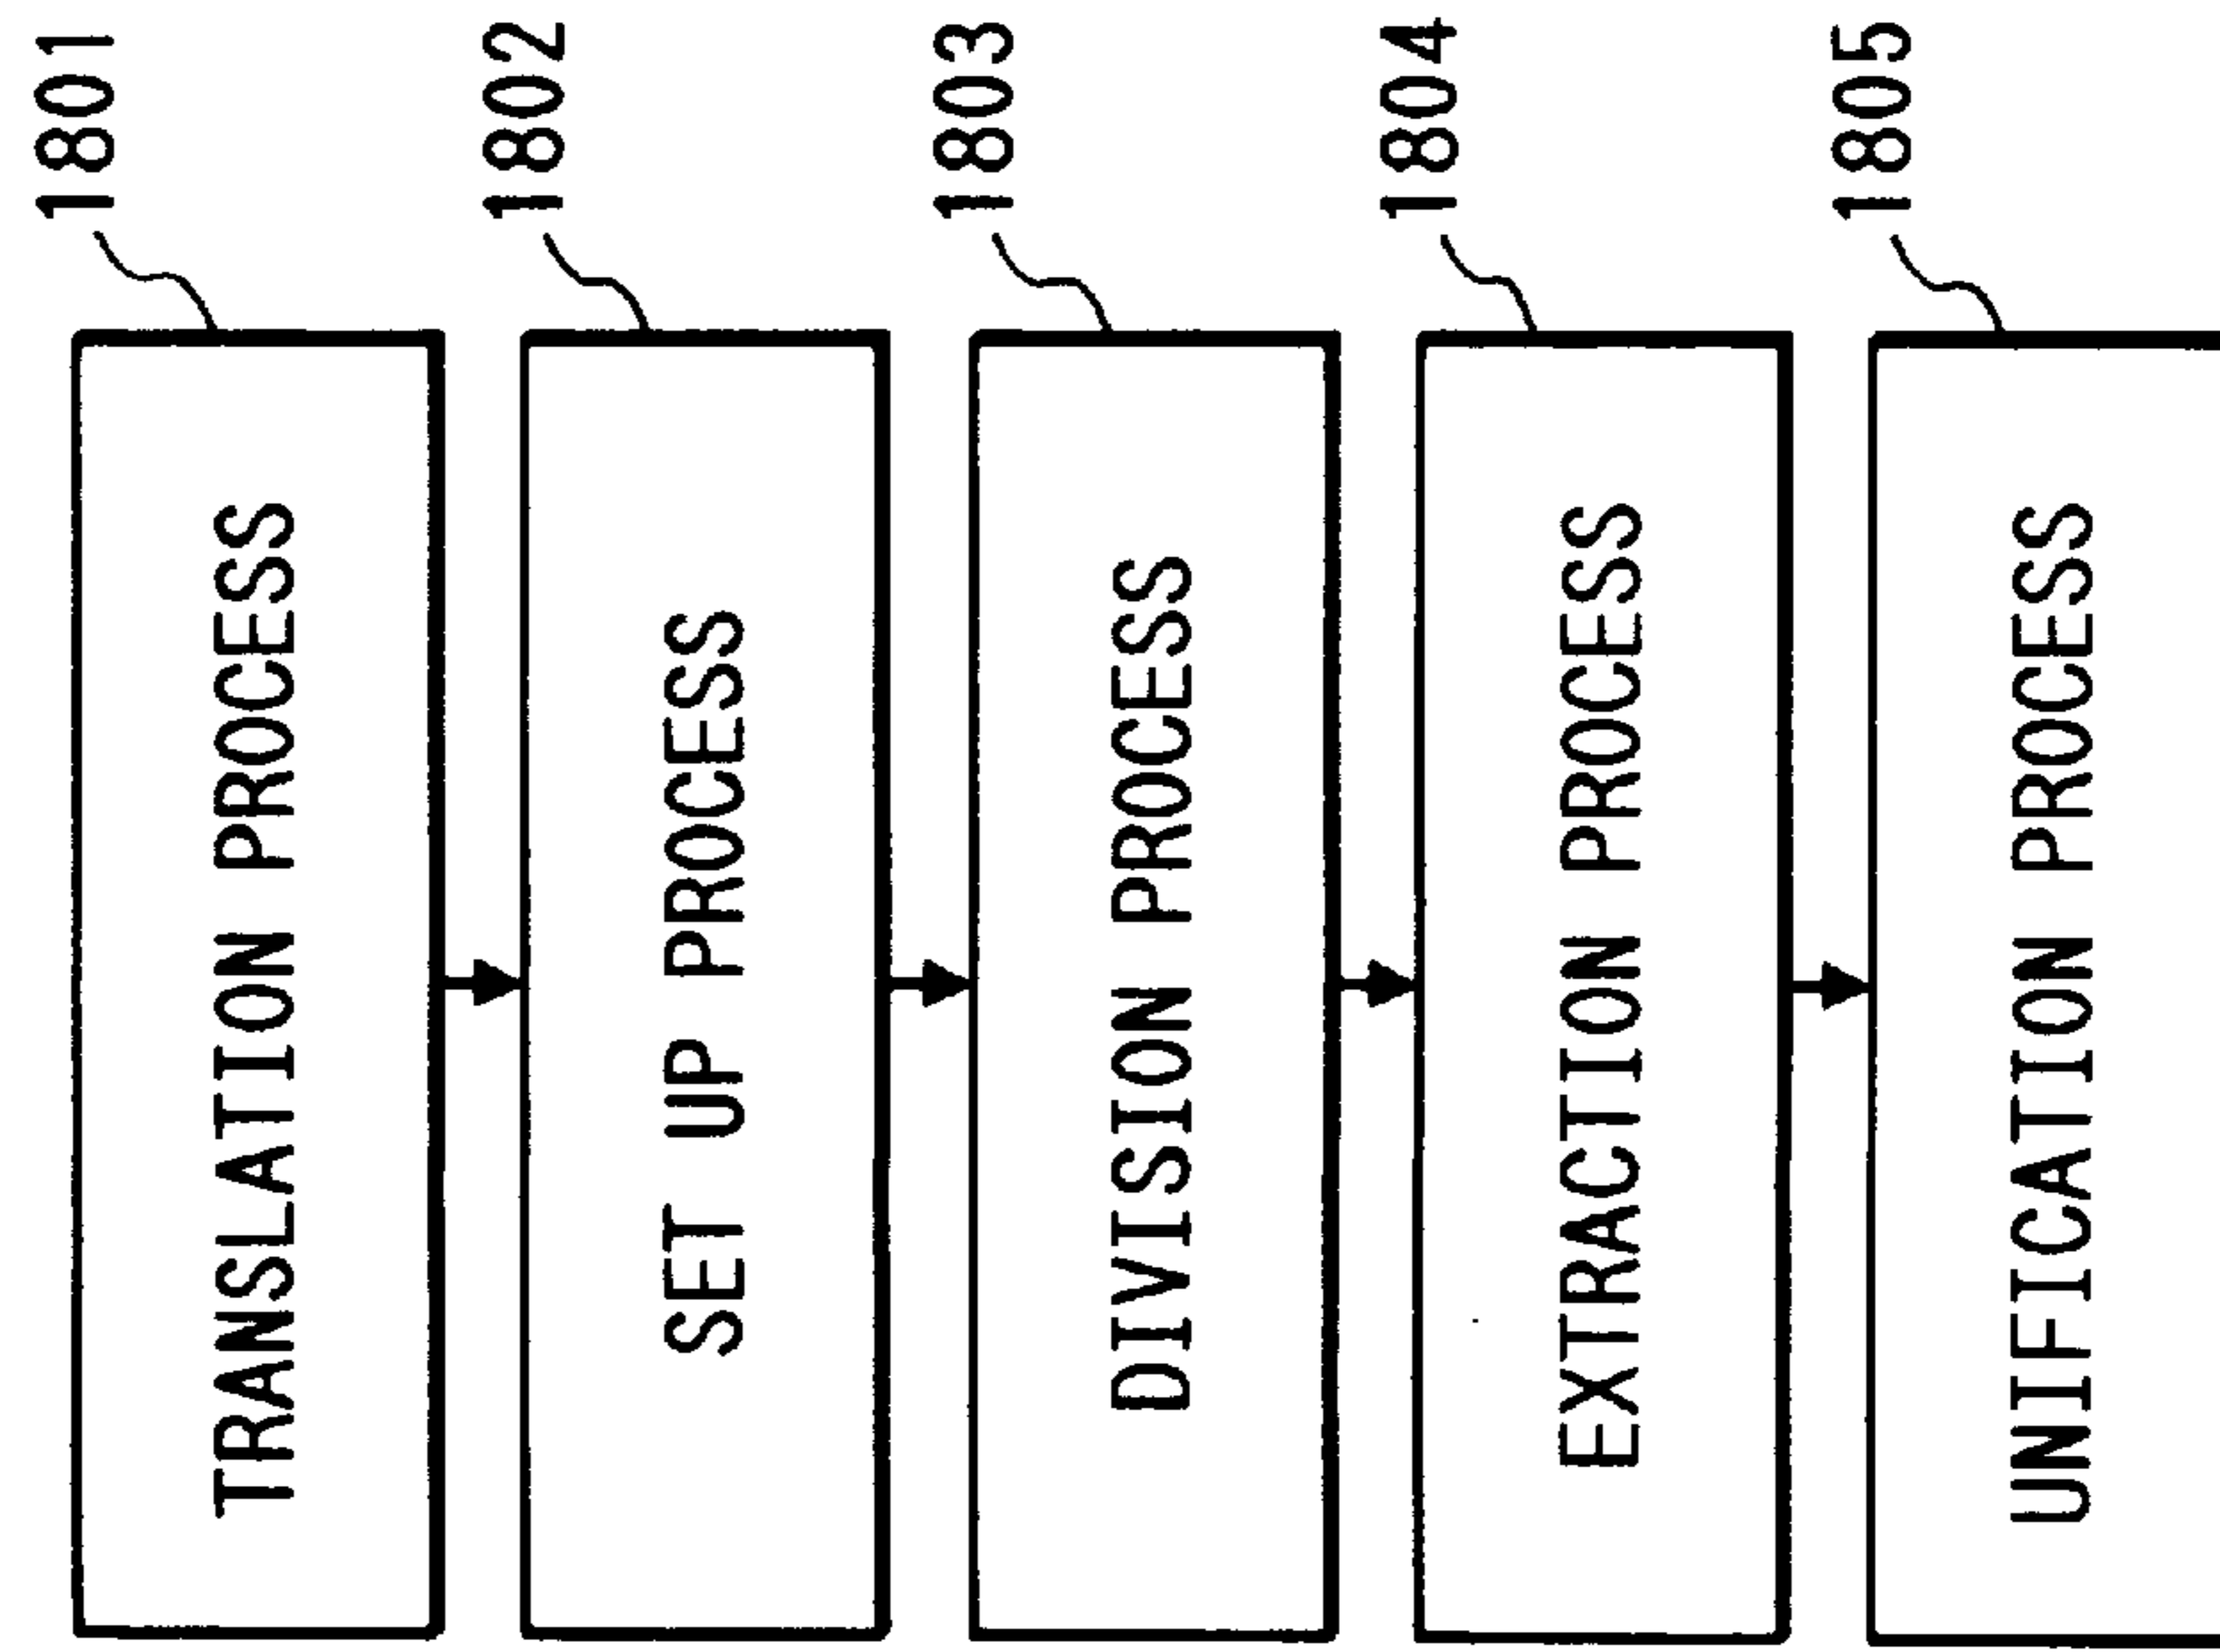 1801
TRANSLATION PROCESS
1802
SET UP PROCESS
1803
DIVISION PROCESS
1804
EXTRACTION PROCESS
1805
UNIFICATION PROCESS